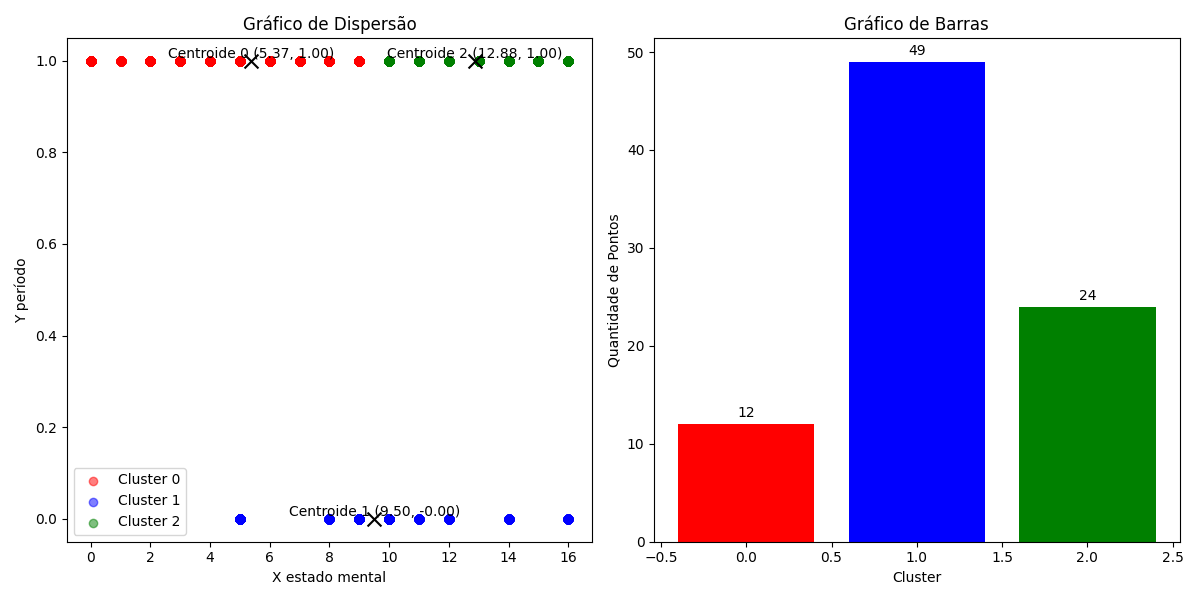 Gráfico de Dispersão
Centroide 0 (5.37, 1.00)
Centroide 2 (12.88, 1.00)
1.0
0.8
0.6
0.4
0.2
0.0
Y período
Centroide 1 (9.50, -0.00)
Cluster 0
Cluster 1
Cluster 2
0 2 4 6 8 10 12 14 16
X estado mental
Gráfico de Barras
50
40
30
20
10
0
Quantidade de Pontos
49
24
12
−0.5 0.0 0.5 1.0 1.5 2.0 2.5
Cluster